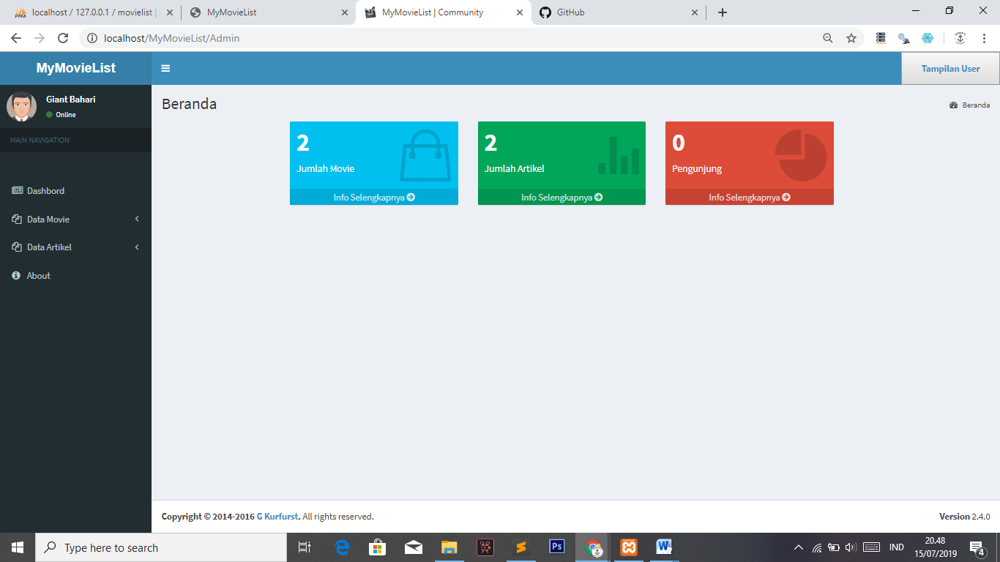 localhost / 127.0.0.1 / movielist |
MyMovieList
MyMovieList | Community
GitHub
localhost/MyMovieList/Admin
MyMovieList
Tampilan User
Giant Bahari
Online
MAIN NAVIGATION
Dashbord
Data Movie
Data Artikel
About
Beranda
Beranda
2
Jumlah Movie
Info Selengkapnya
2
Jumlah Artikel
Info Selengkapnya
0
Pengunjung
Info Selengkapnya
Copyright © 2014-2016 G Kurfurst. All rights reserved.
Version 2.4.0
Type here to search
Ps
IND
20.48
15/07/2019
4